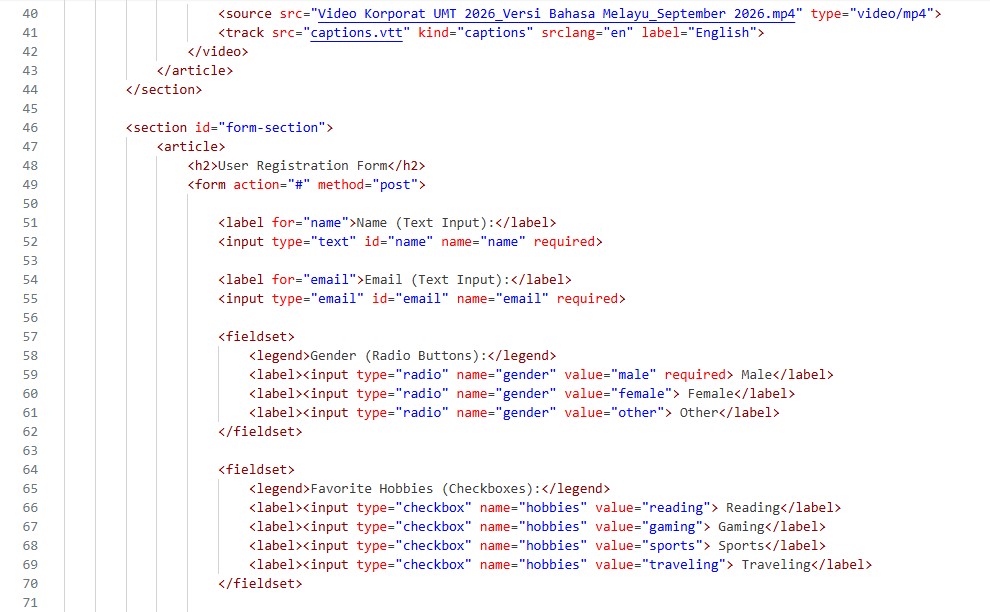 40 <source src="Video Korporat UMT 2026_Versi Bahasa Melayu_September 2026.mp4" type="video/mp4">
41 <track src="captions.vtt" kind="captions" srclang="en" label="English">
42 </video>
43 </article>
44 </section>
45
46 <section id="form-section">
47 <article>
48 <h2>User Registration Form</h2>
49 <form action="#" method="post">
50
51 <label for="name">Name (Text Input):</label>
52 <input type="text" id="name" name="name" required>
53
54 <label for="email">Email (Text Input):</label>
55 <input type="email" id="email" name="email" required>
56
57 <fieldset>
58 <legend>Gender (Radio Buttons):</legend>
59 <label><input type="radio" name="gender" value="male" required> Male</label>
60 <label><input type="radio" name="gender" value="female"> Female</label>
61 <label><input type="radio" name="gender" value="other"> Other</label>
62 </fieldset>
63
64 <fieldset>
65 <legend>Favorite Hobbies (Checkboxes):</legend>
66 <label><input type="checkbox" name="hobbies" value="reading"> Reading</label>
67 <label><input type="checkbox" name="hobbies" value="gaming"> Gaming</label>
68 <label><input type="checkbox" name="hobbies" value="sports"> Sports</label>
69 <label><input type="checkbox" name="hobbies" value="traveling"> Traveling</label>
70 </fieldset>
71